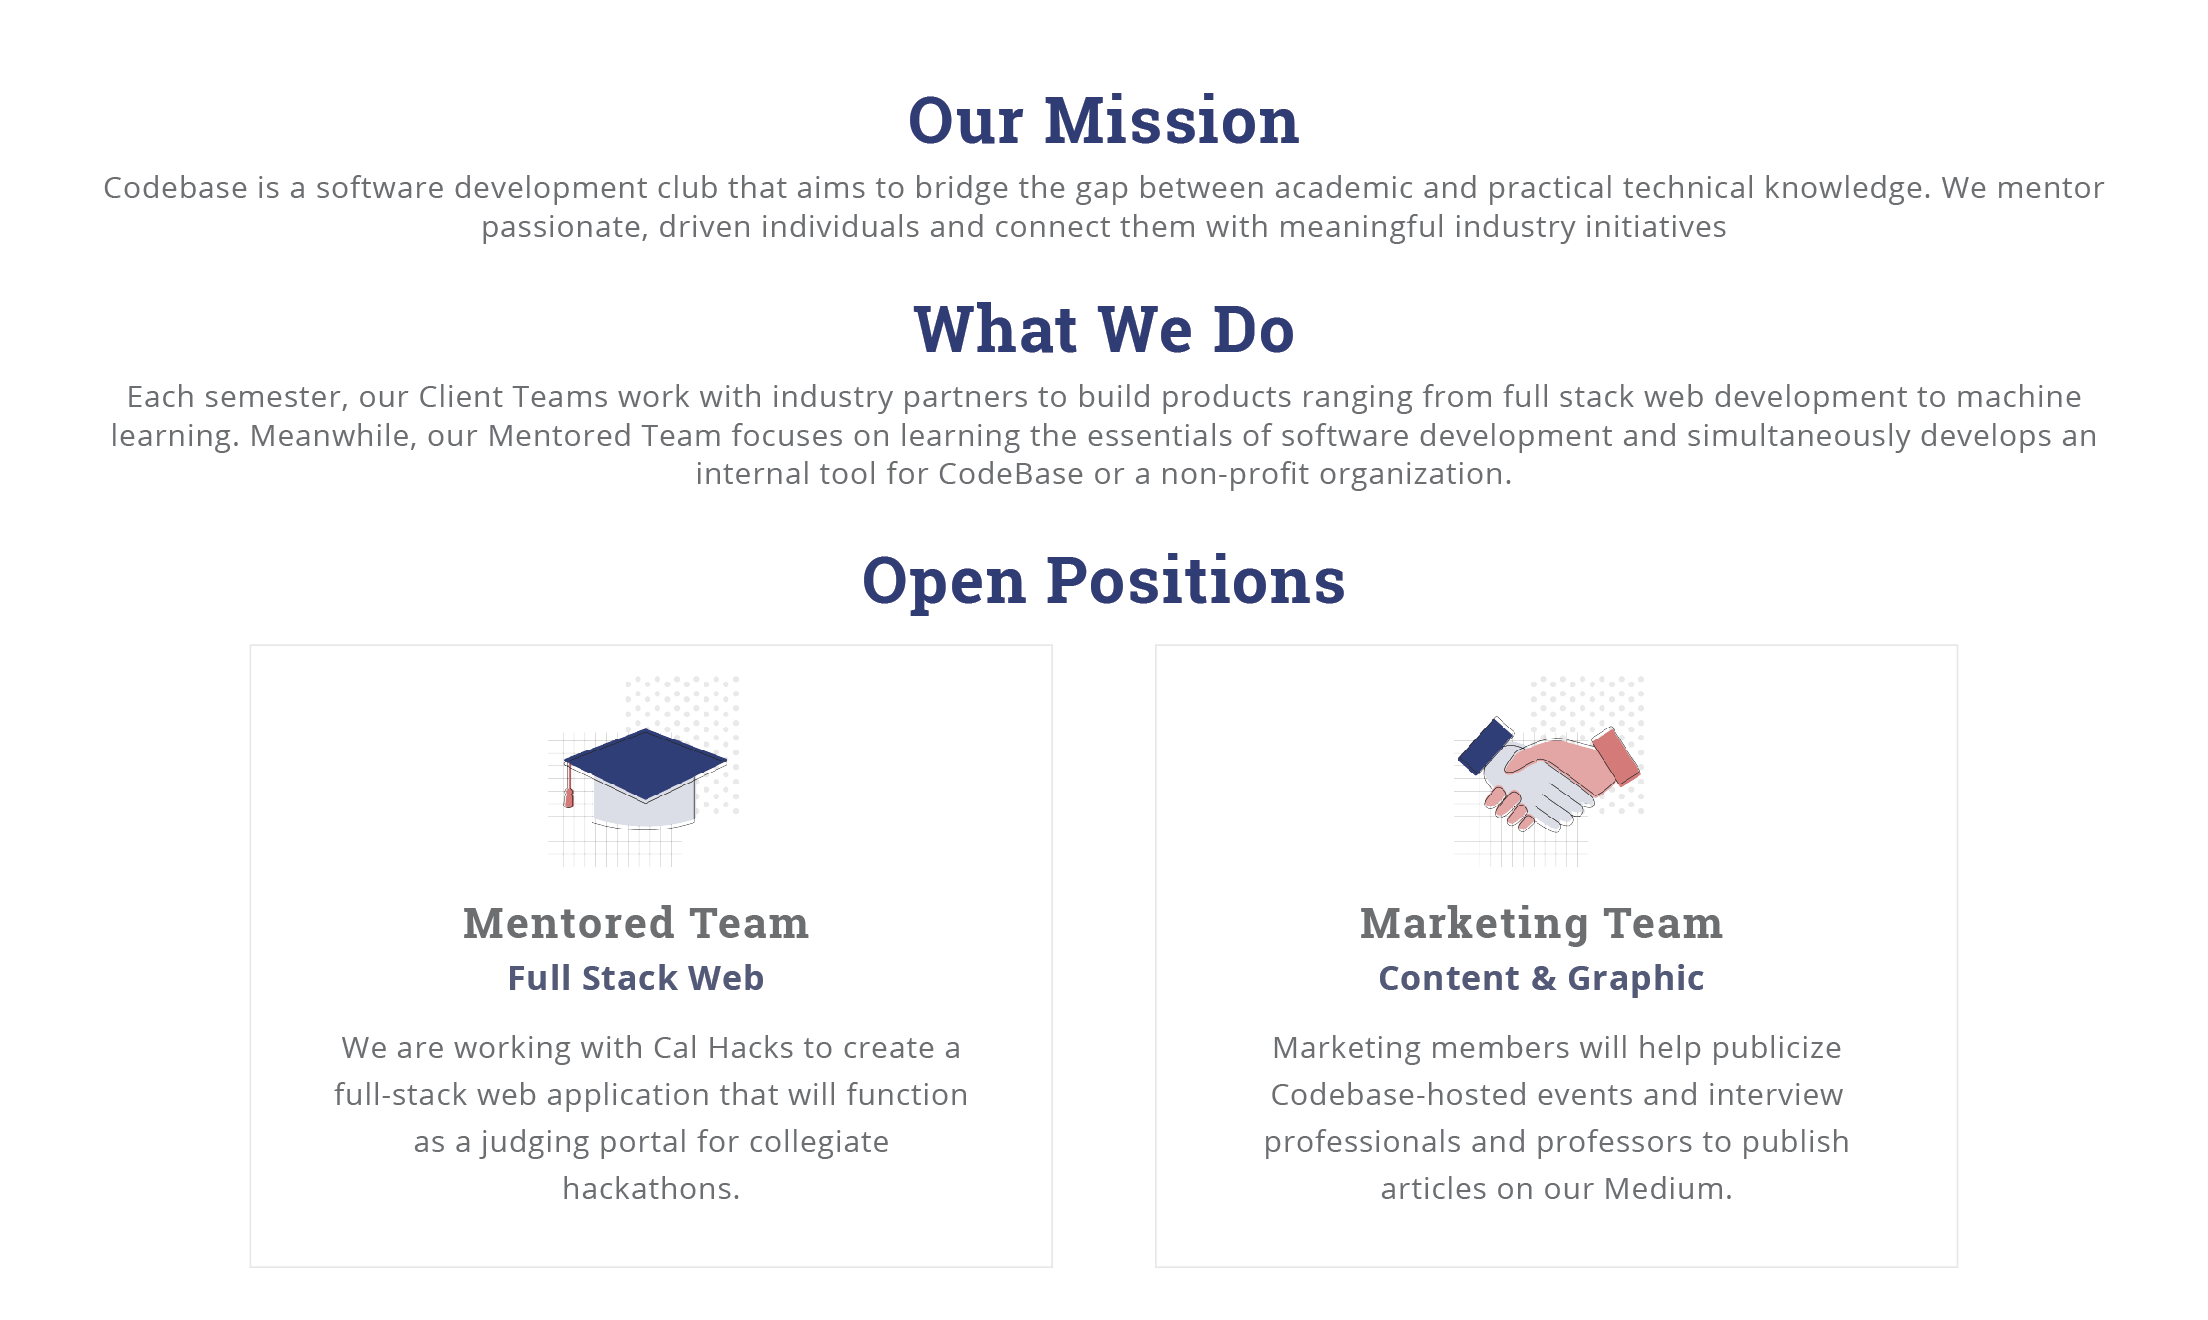 Our Mission
Codebase is a software development club that aims to bridge the gap between academic and practical technical knowledge. We mentor
passionate, driven individuals and connect them with meaningful industry initiatives
What We Do
Each semester, our Client Teams work with industry partners to build products ranging from full stack web development to machine
learning. Meanwhile, our Mentored Team focuses on learning the essentials of software development and simultaneously develops an
internal tool for CodeBase or a non-profit organization.
Open Positions
Mentored Team
Full Stack Web
We are working with Cal Hacks to create a
full-stack web application that will function
as a judging portal for collegiate
hackathons.
Marketing Team
Content & Graphic
Marketing members will help publicize
Codebase-hosted events and interview
professionals and professors to publish
articles on our Medium.